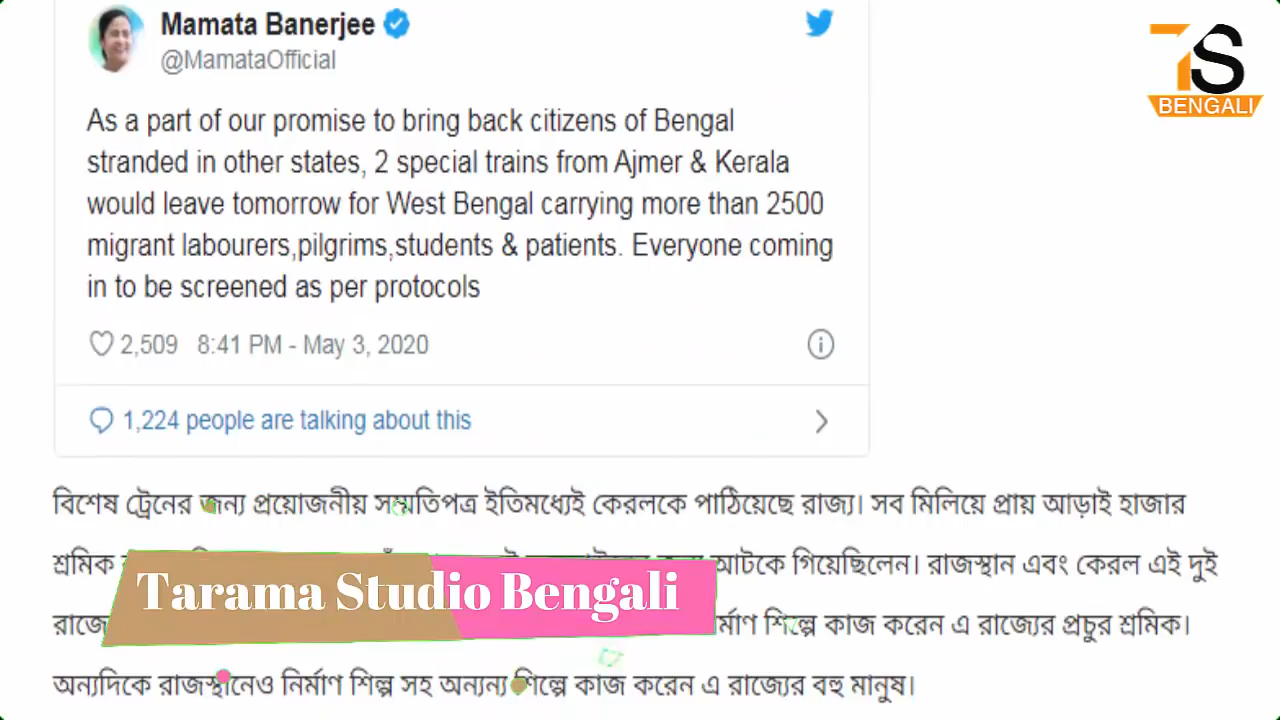 Mamata Banerjee
@MamataOfficial
TS
BENGALI
As a part of our promise to bring back citizens of Bengal
stranded in other states, 2 special trains from Ajmer & Kerala
would leave tomorrow for West Bengal carrying more than 2500
migrant labourers,pilgrims,students & patients. Everyone coming
in to be screened as per protocols
2,509 8:41 PM - May 3, 2020
1,224 people are talking about this
বিশেষ ট্রেনের জন্য প্রয়োজনীয় সম্মতিপত্র ইতিমধ্যেই কেরলকে পাঠিয়েছে রাজ্য। সব মিলিয়ে প্রায় আড়াই হাজার
শ্রমিক আটকে গিয়েছিলেন। রাজস্থান এবং কেরল এই দুই
Tarama Studio Bengali
শিল্পে কাজ করেন এ রাজ্যের প্রচুর শ্রমিক।
অন্যদিকে রাজস্থানেও নির্মাণ শিল্প সহ অন্যন্য শিল্পে কাজ করেন এ রাজ্যের বহু মানুষ।